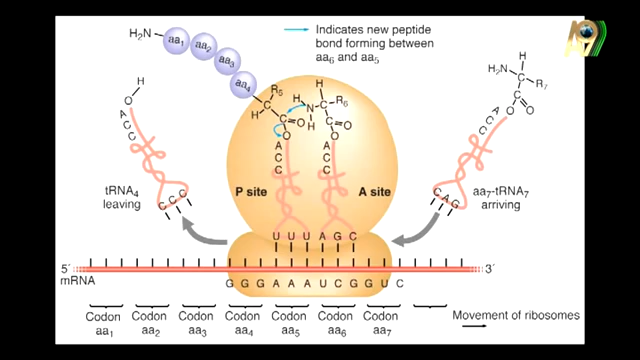 Indicates new peptide
bond forming between
aa6 and aa5
H2N
aa1
aa2
aa3
aa4
R5
H
C
C
O
O
H
N
H
H
C
R6
C
O
O
H
H2N
C
R7
C
O
O
H
O
A
C
C
A
C
C
A
C
C
A
C
C
P site
A site
tRNA4
leaving
CCC
aa7-tRNA7
arriving
CAG
U U U A G C
5′
3′
mRNA
G G G A A A U C G G U C
Codon
aa1
Codon
aa2
Codon
aa3
Codon
aa4
Codon
aa5
Codon
aa6
Codon
aa7
Movement of ribosomes